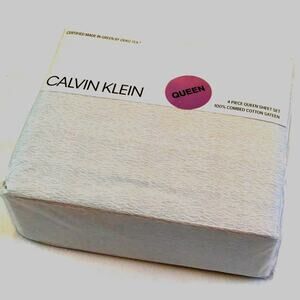 CERTIFIED MADE IN GREEN BY OEKO-TEX®
CALVIN KLEIN
QUEEN
4 PIECE QUEEN SHEET SET
100% COMBED COTTON SATEEN